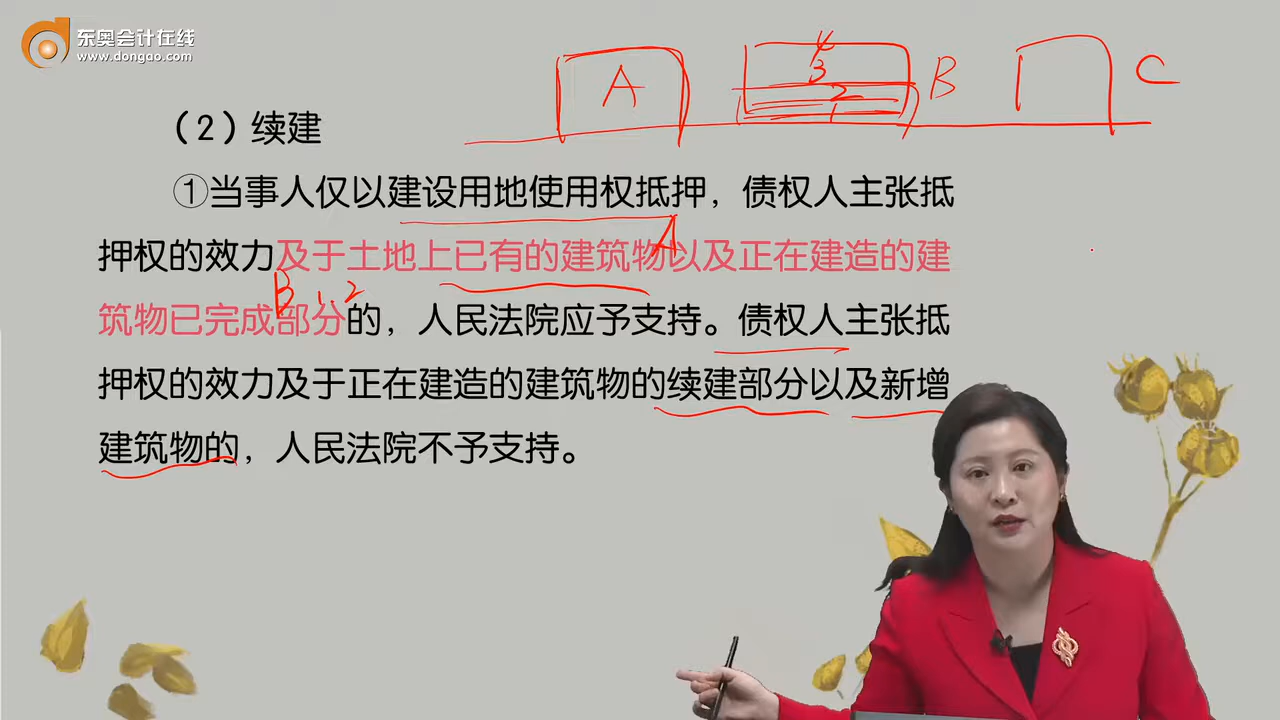 东奥会计在线
www.dongao.com
A
3
2
1
B
C
（2）续建
①当事人仅以建设用地使用权抵押，债权人主张抵
押权的效力及于土地上已有的建筑物以及正在建造的建
A
筑物已完成部分的，人民法院应予支持。债权人主张抵
B 1、2
押权的效力及于正在建造的建筑物的续建部分以及新增
建筑物的，人民法院不予支持。